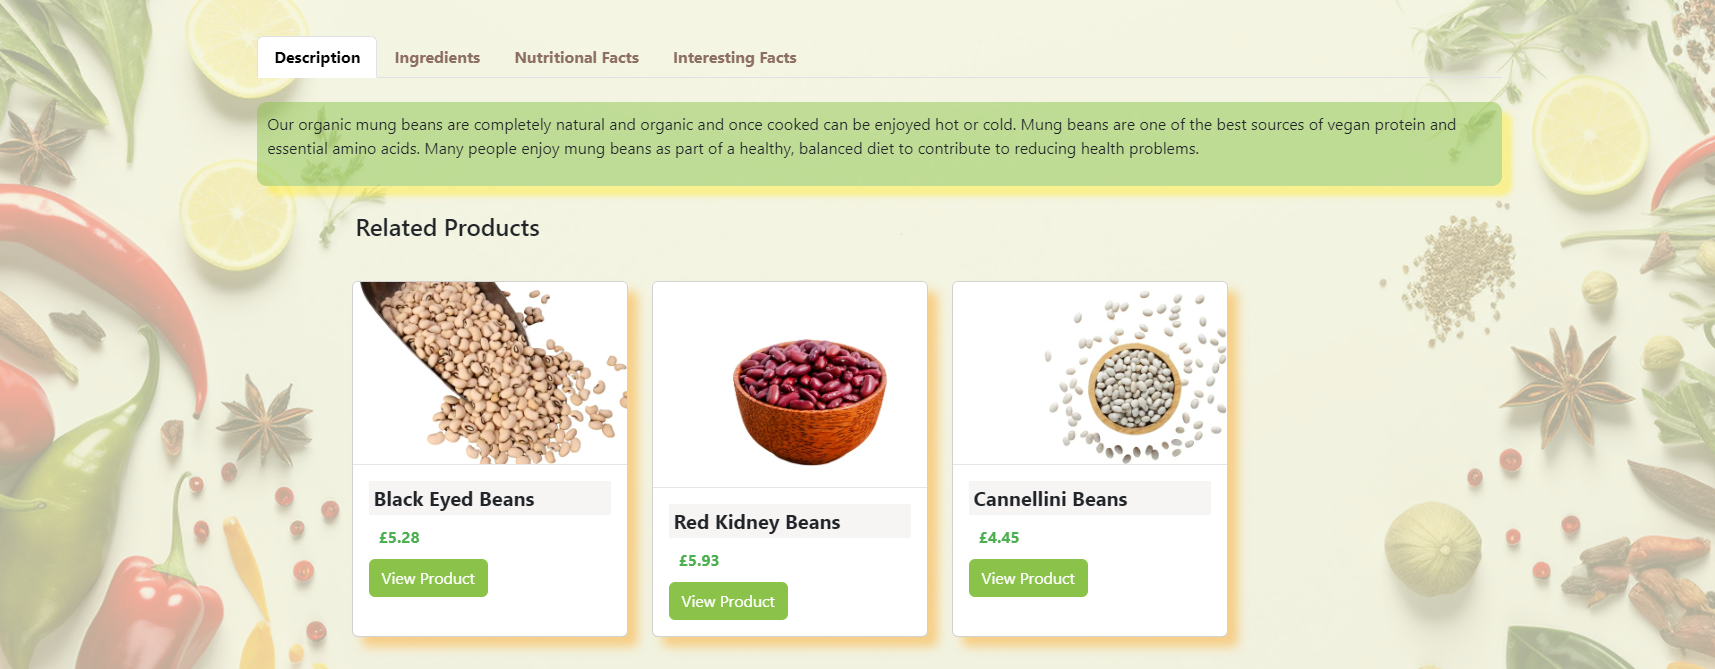 Description Ingredients Nutritional Facts Interesting Facts
Our organic mung beans are completely natural and organic and once cooked can be enjoyed hot or cold. Mung beans are one of the best sources of vegan protein and
essential amino acids. Many people enjoy mung beans as part of a healthy, balanced diet to contribute to reducing health problems.
Related Products
Black Eyed Beans
£5.28
View Product
Red Kidney Beans
£5.93
View Product
Cannellini Beans
£4.45
View Product